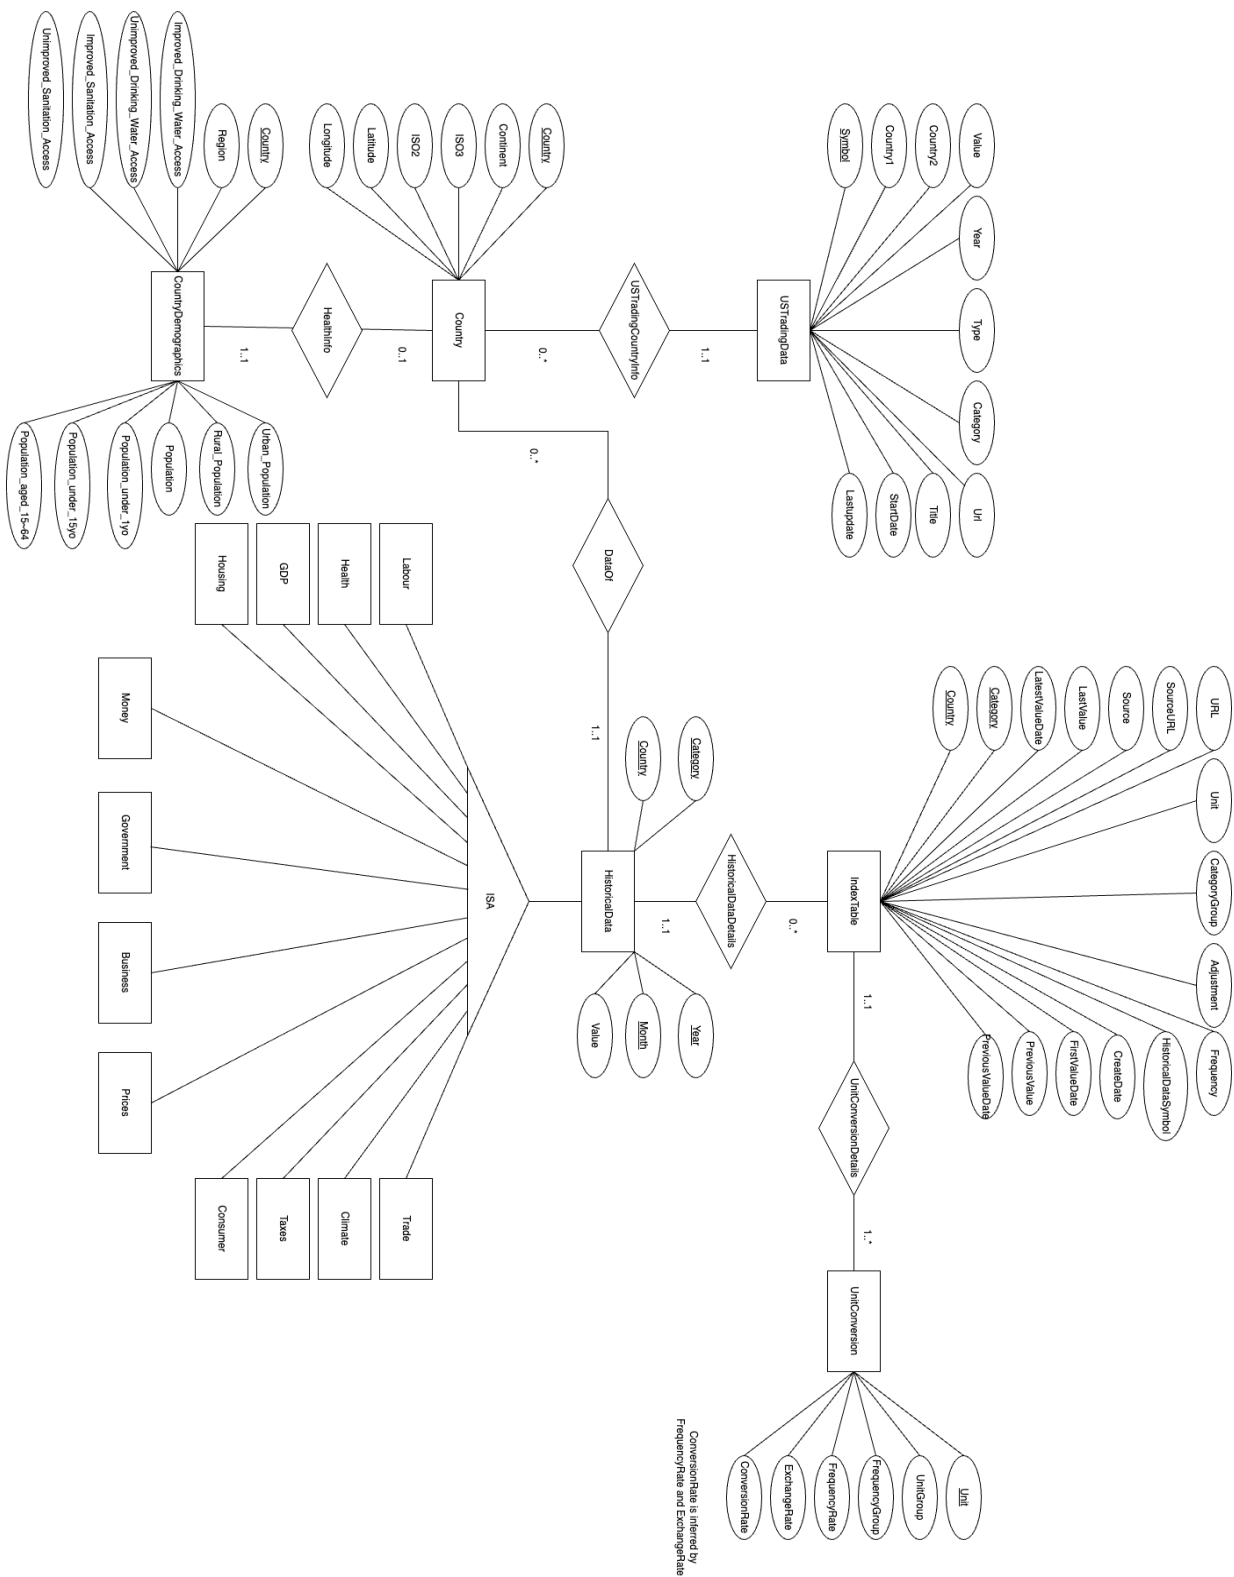 Value
Year
Type
Category
Url
Country2
Country1
Symbol
Title
StartDate
Lastupdate
USTradingData
1..1
USTradingCountryInfo
0..*
Country
Continent
ISO3
ISO2
Latitude
Longitude
Country
0..1
HealthInfo
1..1
CountryDemographics
Country
Region
Improved_Drinking_Water_Access
Unimproved_Drinking_Water_Access
Improved_Sanitation_Access
Unimproved_Sanitation_Access
Urban_Population
Rural_Population
Population
Population_under_1yo
Population_under_15yo
Population_aged_15~64
0..*
DataOf
1..1
URL
SourceURL
Source
LastValue
LatestValueDate
Category
Country
Unit
CategoryGroup
Adjustment
Frequency
HistoricalDataSymbol
CreateDate
FirstValueDate
PreviousValue
PreviousValueDate
IndexTable
0..*
HistoricalDataDetails
1..1
Category
Country
HistoricalData
Year
Month
Value
1..1
UnitConversionDetails
1..*
UnitConversion
Unit
UnitGroup
FrequencyGroup
FrequencyRate
ExchangeRate
ConversionRate
ConversionRate is inferred by
FrequencyRate and ExchangeRate
ISA
Labour
Health
GDP
Housing
Money
Government
Business
Prices
Consumer
Taxes
Climate
Trade